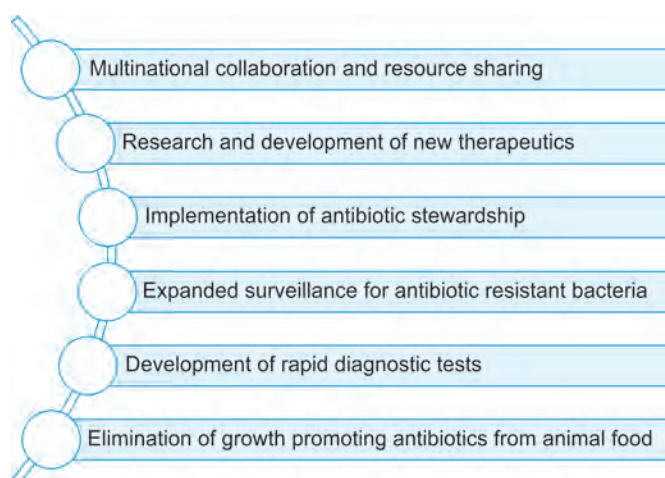 Multinational collaboration and resource sharing
Research and development of new therapeutics
Implementation of antibiotic stewardship
Expanded surveillance for antibiotic resistant bacteria
Development of rapid diagnostic tests
Elimination of growth promoting antibiotics from animal food